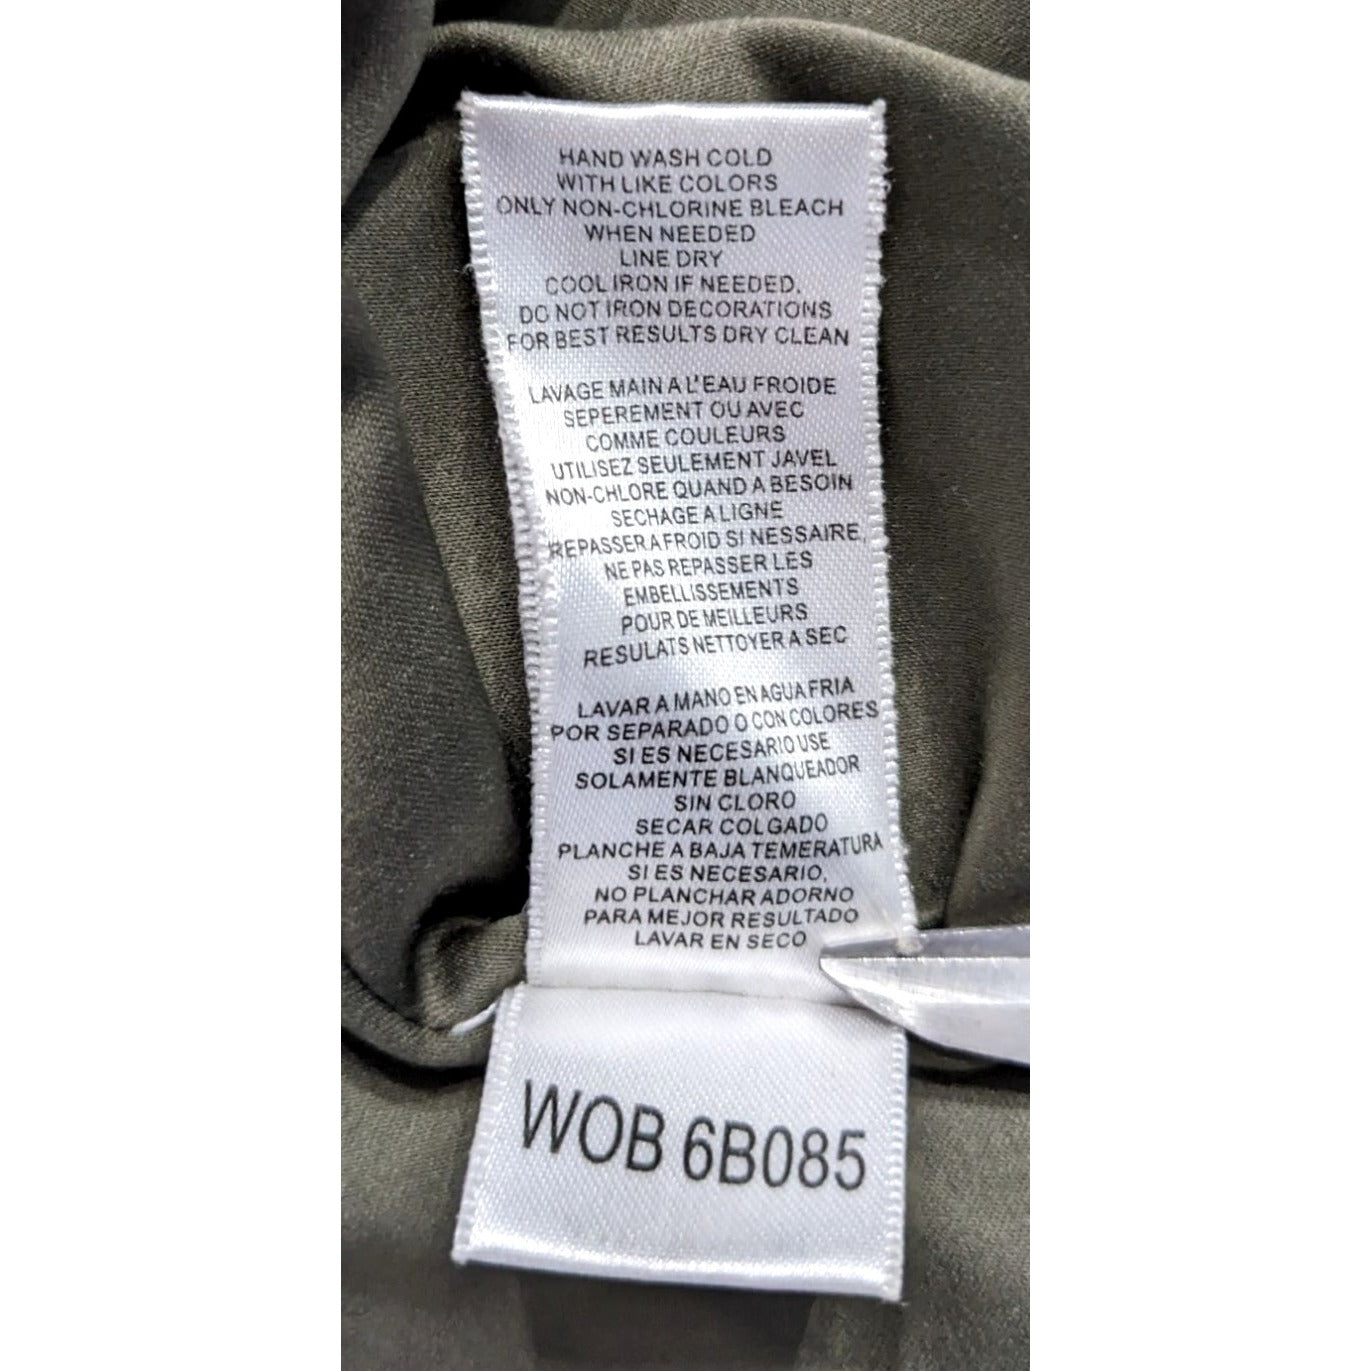 HAND WASH COLD
WITH LIKE COLORS
ONLY NON-CHLORINE BLEACH
WHEN NEEDED
LINE DRY
COOL IRON IF NEEDED.
DO NOT IRON DECORATIONS
FOR BEST RESULTS DRY CLEAN
LAVAGE MAIN A L'EAU FROIDE
SEPEREMENT OU AVEC
COMME COULEURS
UTILISEZ SEULEMENT JAVEL
NON-CHLORE QUAND A BESOIN
SECHAGE A LIGNE
REPASSER A FROID SI NESSAIRE,
NE PAS REPASSER LES
EMBELLISSEMENTS
POUR DE MEILLEURS
RESULATS NETTOYER A SEC
LAVAR A MANO EN AGUA FRIA
POR SEPARADO O CON COLORES
SI ES NECESARIO USE
SOLAMENTE BLANQUEADOR
SIN CLORO
SECAR COLGADO
PLANCHE A BAJA TEMERATURA
SI ES NECESARIO,
NO PLANCHAR ADORNO
PARA MEJOR RESULTADO
LAVAR EN SECO
WOB 6B085